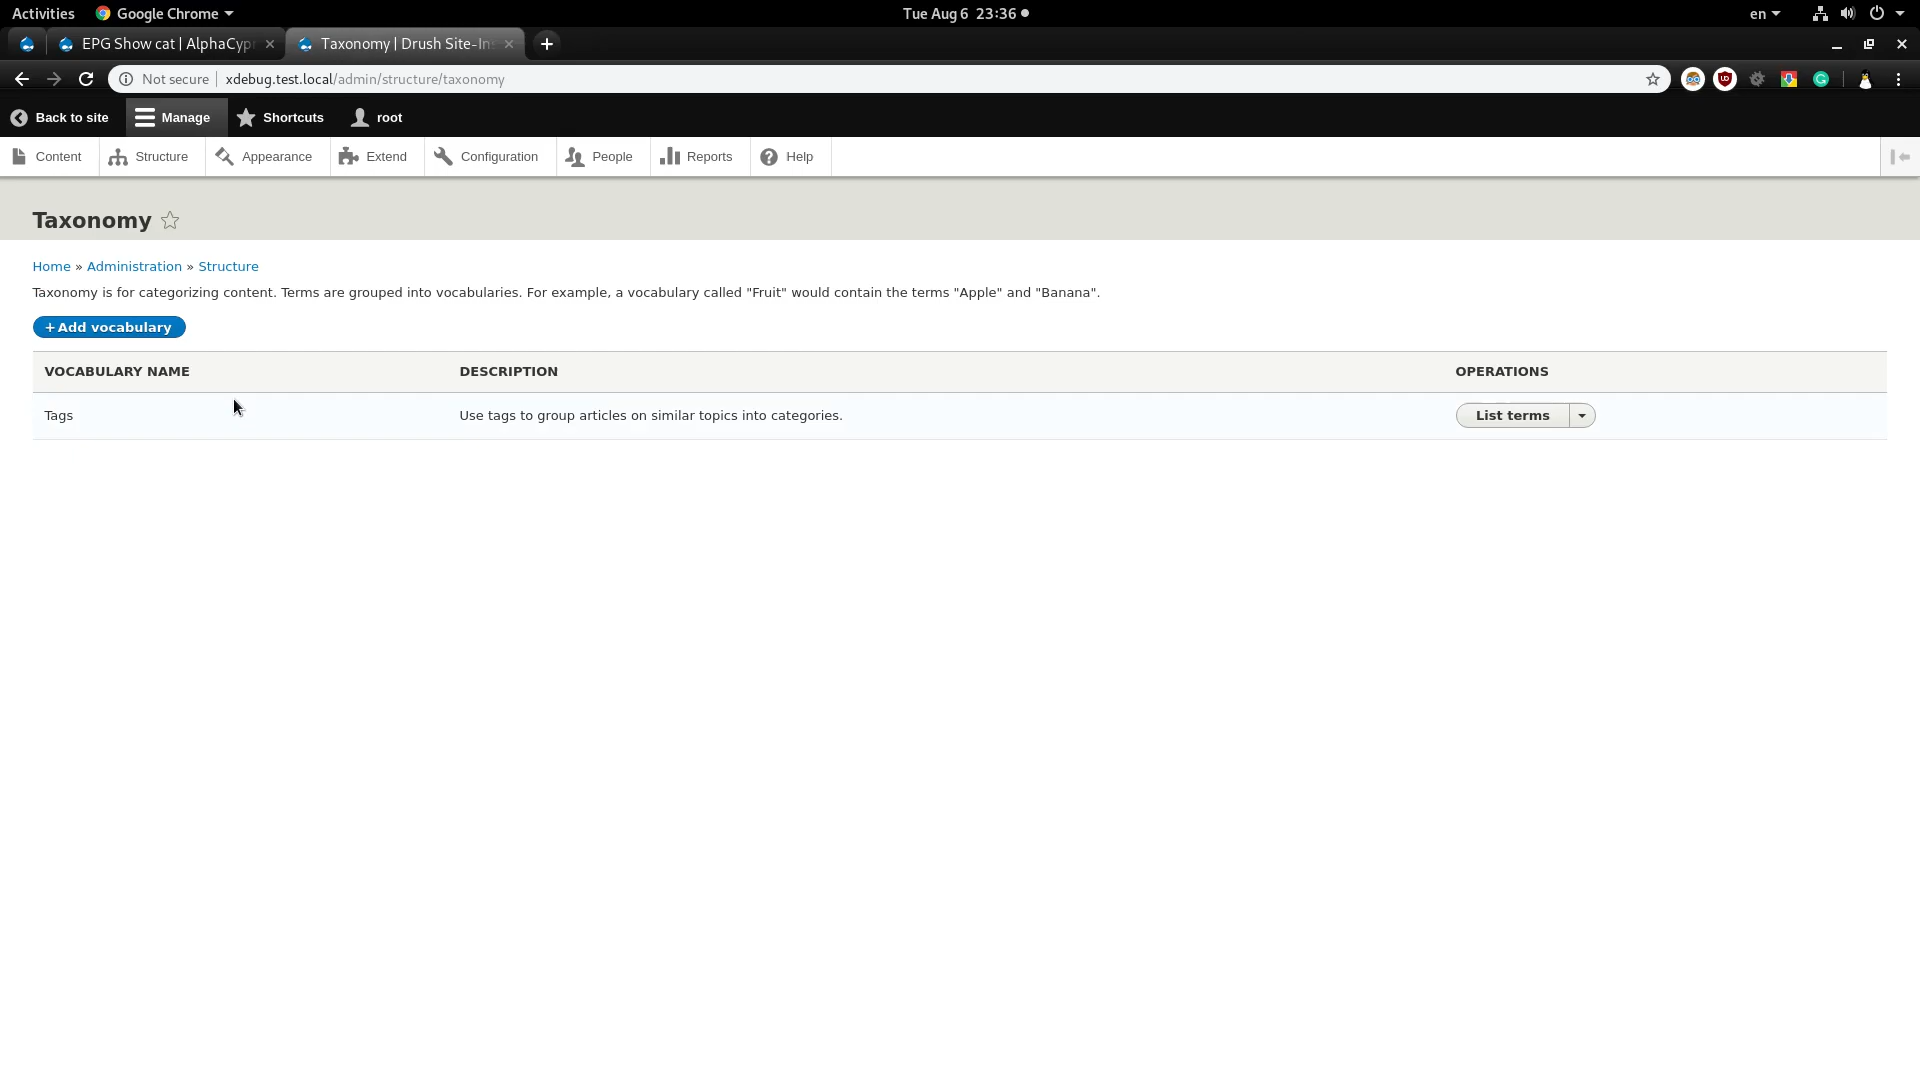 Activities Google Chrome Tue Aug 6 23:36 en
EPG Show cat | AlphaCyp Taxonomy | Drush Site-In
Not secure xdebug.test.local/admin/structure/taxonomy
Back to site Manage Shortcuts root
Content Structure Appearance Extend Configuration People Reports Help
Taxonomy
Home » Administration » Structure
Taxonomy is for categorizing content. Terms are grouped into vocabularies. For example, a vocabulary called "Fruit" would contain the terms "Apple" and "Banana".
+ Add vocabulary
VOCABULARY NAME DESCRIPTION OPERATIONS
Tags Use tags to group articles on similar topics into categories. List terms